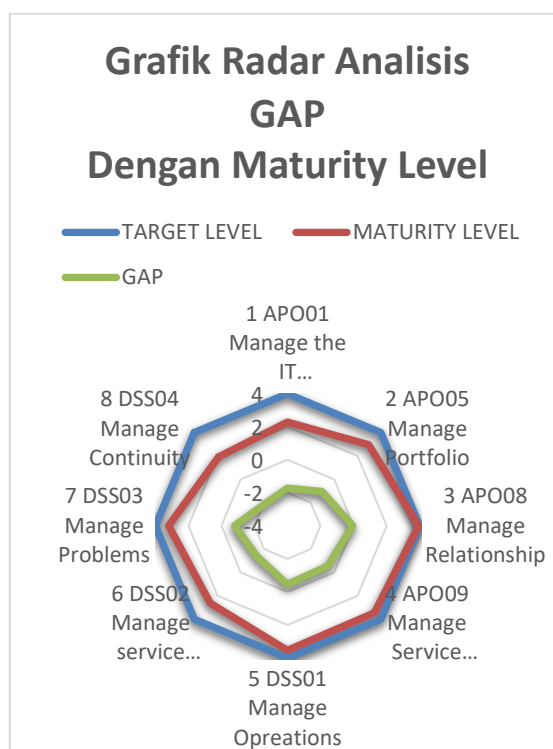 Grafik Radar Analisis
GAP
Dengan Maturity Level
TARGET LEVEL
MATURITY LEVEL
GAP
1 APO01
Manage the
IT...
2 APO05
Manage
Portfolio
3 APO08
Manage
Relationship
4 APO09
Manage
Service...
5 DSS01
Manage
Opreations
6 DSS02
Manage
service...
7 DSS03
Manage
Problems
8 DSS04
Manage
Continuity
4
2
0
-2
-4